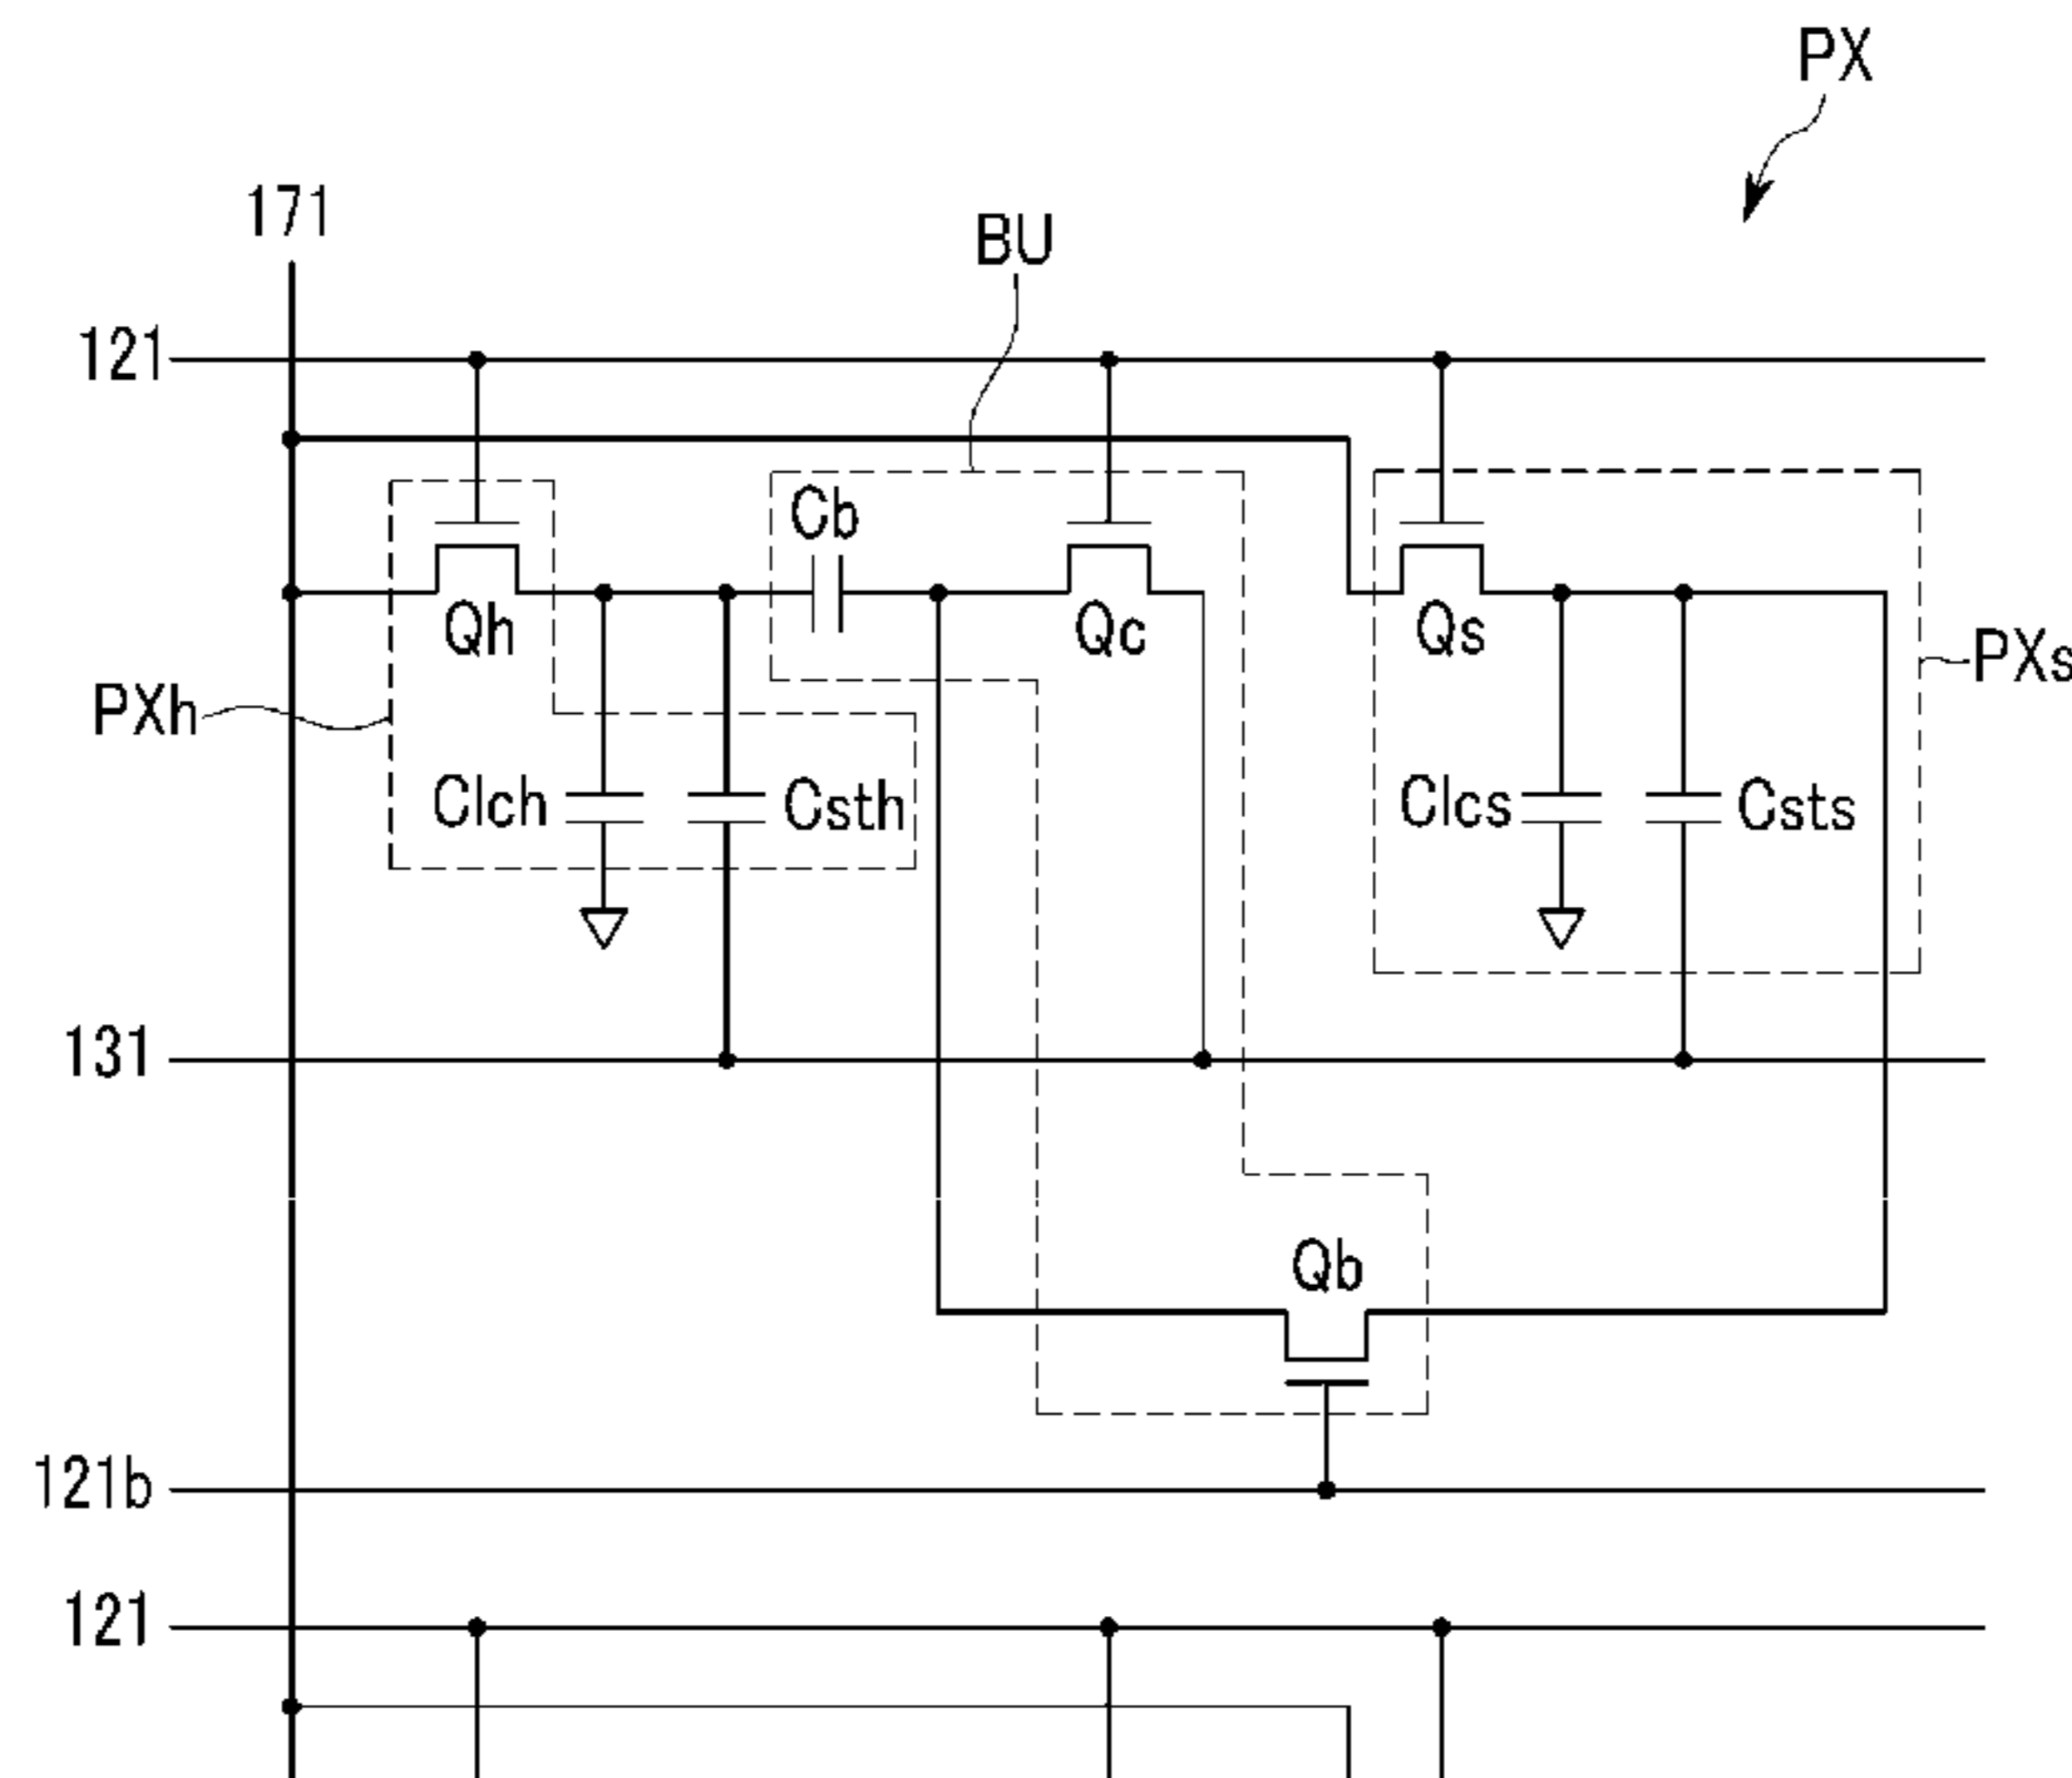 PX
171
BU
121
Cb
Qh
Qc
Qs
PXs
PXh
Clch
Csth
Clcs
Csts
131
Qb
121b
121